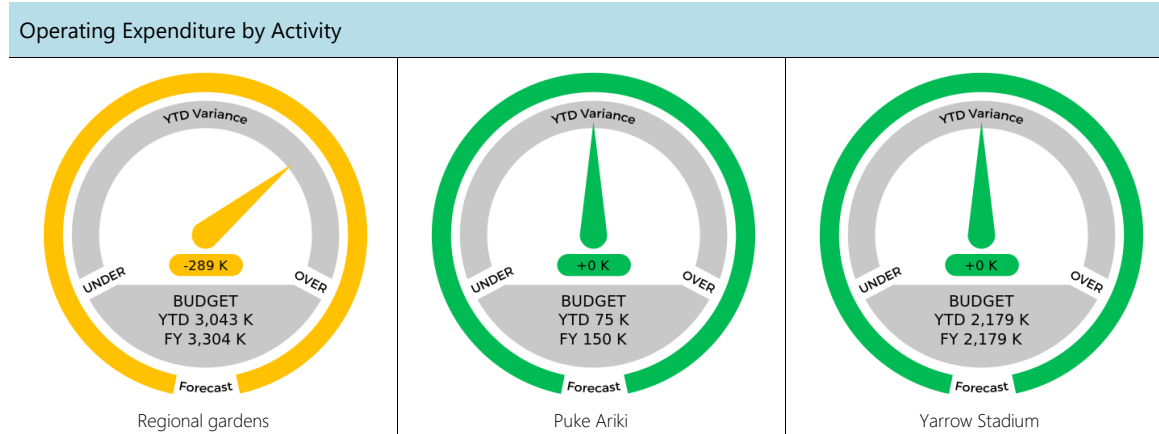 Operating Expenditure by Activity
YTD Variance
-289 K
UNDER
OVER
BUDGET
YTD 3,043 K
FY 3,304 K
Forecast
Regional gardens
YTD Variance
+0 K
UNDER
OVER
BUDGET
YTD 75 K
FY 150 K
Forecast
Puke Ariki
YTD Variance
+0 K
UNDER
OVER
BUDGET
YTD 2,179 K
FY 2,179 K
Forecast
Yarrow Stadium